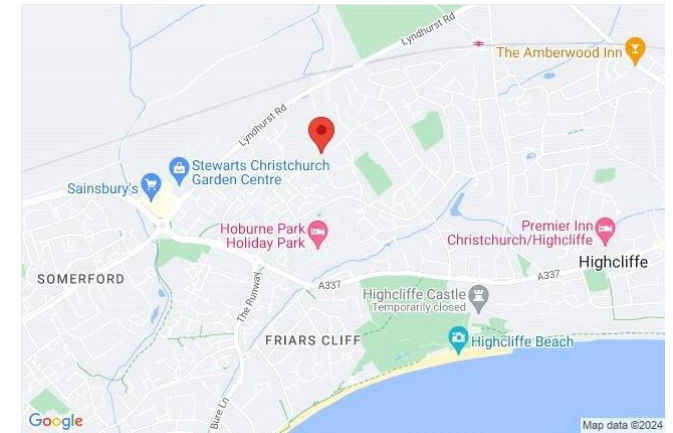 Lyndhurst Rd
The Amberwood Inn
Lyndhurst Rd
Stewarts Christchurch
Garden Centre
Sainsbury's
Hoburne Park
Holiday Park
Premier Inn
Christchurch/Highcliffe
Highcliffe
SOMERFORD
A337
A337
The Runway
Highcliffe Castle
Temporarily closed
FRIARS CLIFF
Highcliffe Beach
Bure Ln
Google
Map data ©2024